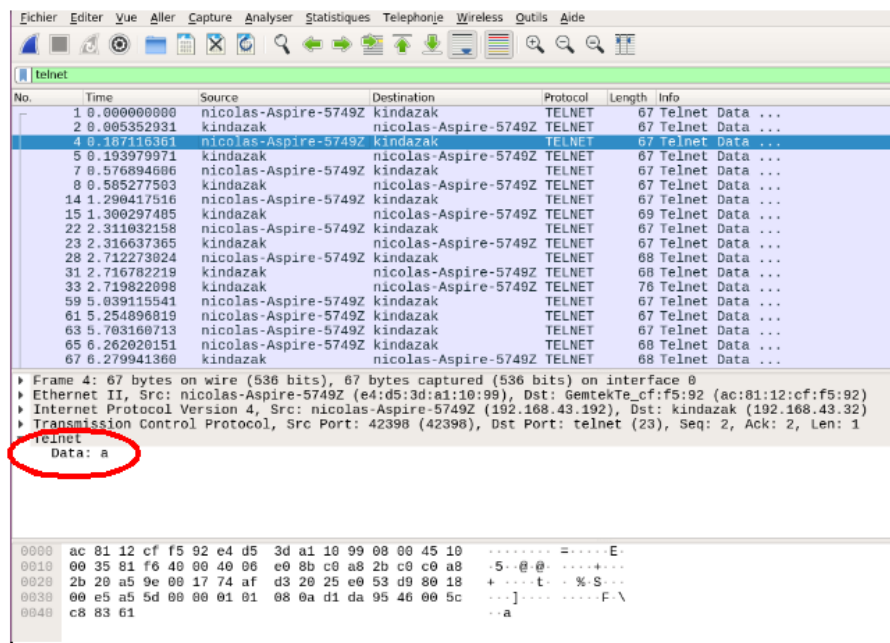 Fichier Editer Vue Aller Capture Analyser Statistiques Telephonie Wireless Outils Aide
telnet
No. Time Source Destination Protocol Length Info
1 0.000000000 nicolas-Aspire-5749Z kindazak TELNET 67 Telnet Data ...
2 0.005352931 kindazak nicolas-Aspire-5749Z TELNET 67 Telnet Data ...
4 0.187116361 nicolas-Aspire-5749Z kindazak TELNET 67 Telnet Data ...
5 0.193979971 kindazak nicolas-Aspire-5749Z TELNET 67 Telnet Data ...
7 0.576894606 nicolas-Aspire-5749Z kindazak TELNET 67 Telnet Data ...
8 0.585277503 kindazak nicolas-Aspire-5749Z TELNET 67 Telnet Data ...
14 1.290417516 nicolas-Aspire-5749Z kindazak TELNET 67 Telnet Data ...
15 1.300297485 kindazak nicolas-Aspire-5749Z TELNET 69 Telnet Data ...
22 2.311032158 nicolas-Aspire-5749Z kindazak TELNET 67 Telnet Data ...
23 2.316637365 kindazak nicolas-Aspire-5749Z TELNET 67 Telnet Data ...
28 2.712273024 nicolas-Aspire-5749Z kindazak TELNET 68 Telnet Data ...
31 2.716782219 kindazak nicolas-Aspire-5749Z TELNET 68 Telnet Data ...
33 2.719822098 kindazak nicolas-Aspire-5749Z TELNET 76 Telnet Data ...
59 5.039115541 nicolas-Aspire-5749Z kindazak TELNET 67 Telnet Data ...
61 5.254896819 nicolas-Aspire-5749Z kindazak TELNET 67 Telnet Data ...
63 5.703160713 nicolas-Aspire-5749Z kindazak TELNET 67 Telnet Data ...
65 6.262020151 nicolas-Aspire-5749Z kindazak TELNET 68 Telnet Data ...
67 6.279941360 kindazak nicolas-Aspire-5749Z TELNET 68 Telnet Data ...
Frame 4: 67 bytes on wire (536 bits), 67 bytes captured (536 bits) on interface 0
Ethernet II, Src: nicolas-Aspire-5749Z (e4:d5:3d:a1:10:99), Dst: GemtekTe_cf:f5:92 (ac:81:12:cf:f5:92)
Internet Protocol Version 4, Src: nicolas-Aspire-5749Z (192.168.43.192), Dst: kindazak (192.168.43.32)
Transmission Control Protocol, Src Port: 42398 (42398), Dst Port: telnet (23), Seq: 2, Ack: 2, Len: 1
Telnet
Data: a
0000 ac 81 12 cf f5 92 e4 d5 3d a1 10 99 08 00 45 10 ........ =.....E.
0010 00 35 81 f6 40 00 40 06 e0 8b c0 a8 2b c0 c0 a8 .5..@.@. ....+...
0020 2b 20 a5 9e 00 17 74 af d3 20 25 e0 53 d9 80 18 + ....t. . %.S...
0030 00 e5 a5 5d 00 00 01 01 08 0a d1 da 95 46 00 5c ...].... .....F.\
0040 c8 83 61 ..a